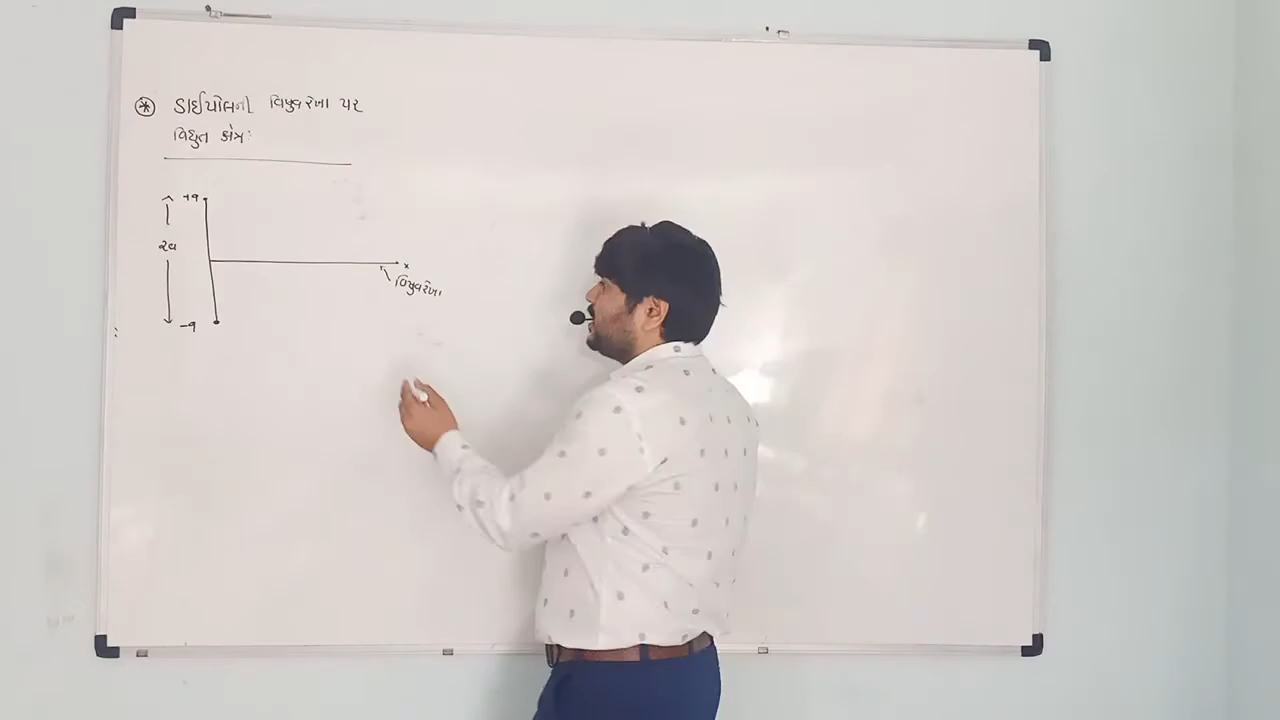 ડાઈપોલની વિષુવરેખા પર
વિદ્યુત ક્ષેત્ર:
+q
2a
x
વિષુવરેખા
-q